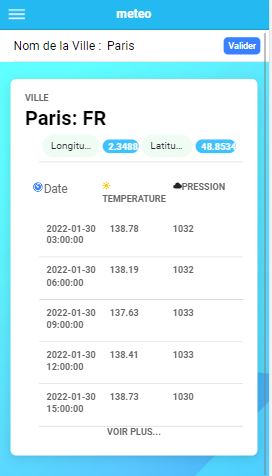 meteo
Nom de la Ville : Paris Valider
VILLE
Paris: FR
Longitu... 2.3488 Latitu... 48.8534
Date TEMPERATURE PRESSION
2022-01-30 03:00:00 138.78 1032
2022-01-30 06:00:00 138.19 1032
2022-01-30 09:00:00 137.63 1033
2022-01-30 12:00:00 138.41 1033
2022-01-30 15:00:00 138.73 1030
VOIR PLUS...